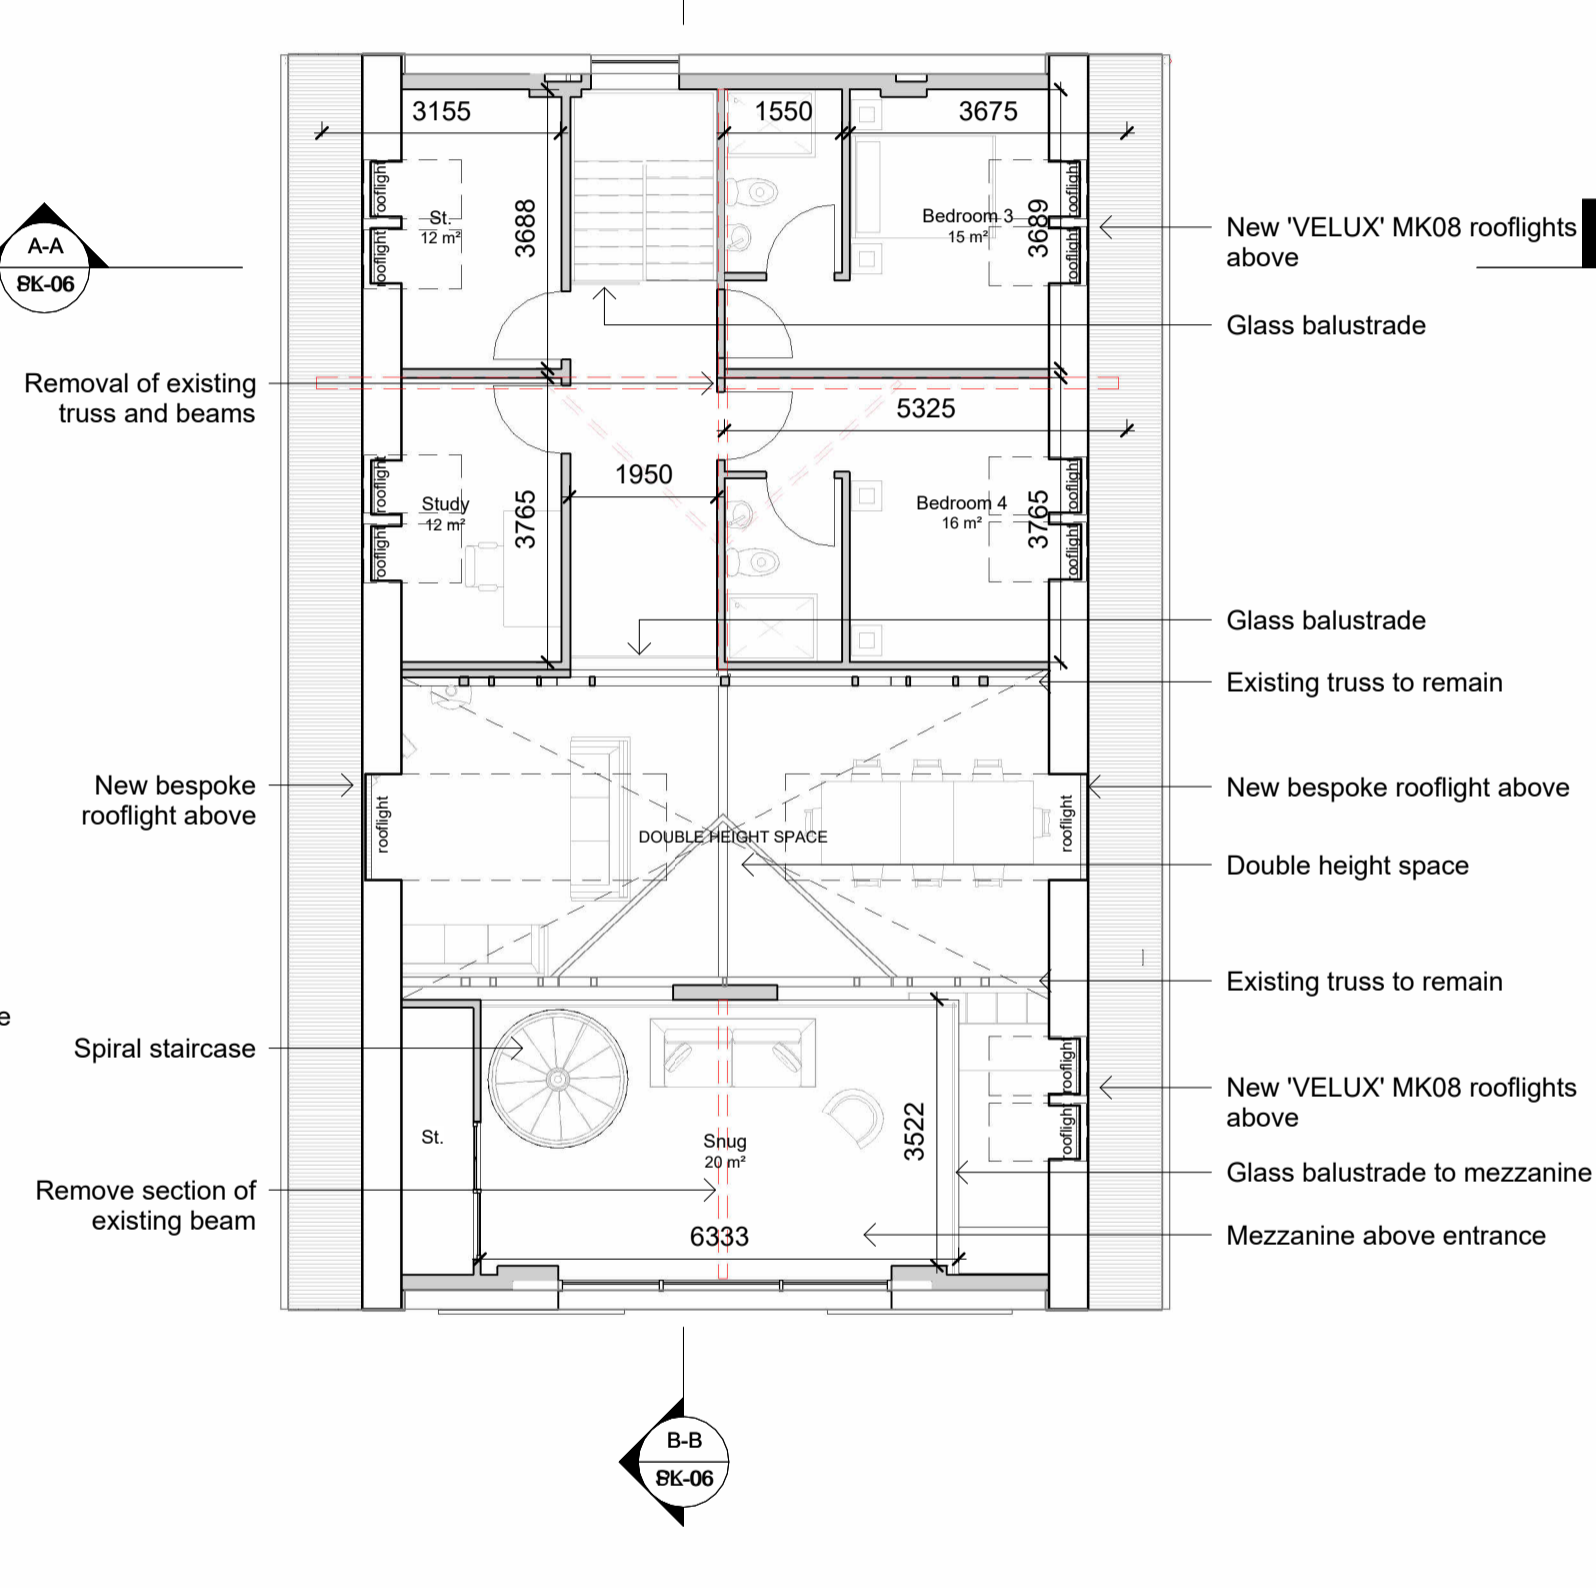 3155
1550
3675
rooflight
rooflight
St.
12 m²
3688
Bedroom 3
15 m²
3689
rooflight
rooflight
A-A
New 'VELUX' MK08 rooflights
above
Glass balustrade
Removal of existing
truss and beams
5325
1950
rooflight
rooflight
Study
12 m²
3765
Bedroom 4
16 m²
3765
rooflight
rooflight
Glass balustrade
Existing truss to remain
New bespoke
rooflight above
rooflight
DOUBLE HEIGHT SPACE
rooflight
New bespoke rooflight above
Double height space
Existing truss to remain
e
Spiral staircase
rooflight
rooflight
New 'VELUX' MK08 rooflights
above
St.
Snug
20 m²
3522
Glass balustrade to mezzanine
Remove section of
existing beam
6333
Mezzanine above entrance
B-B